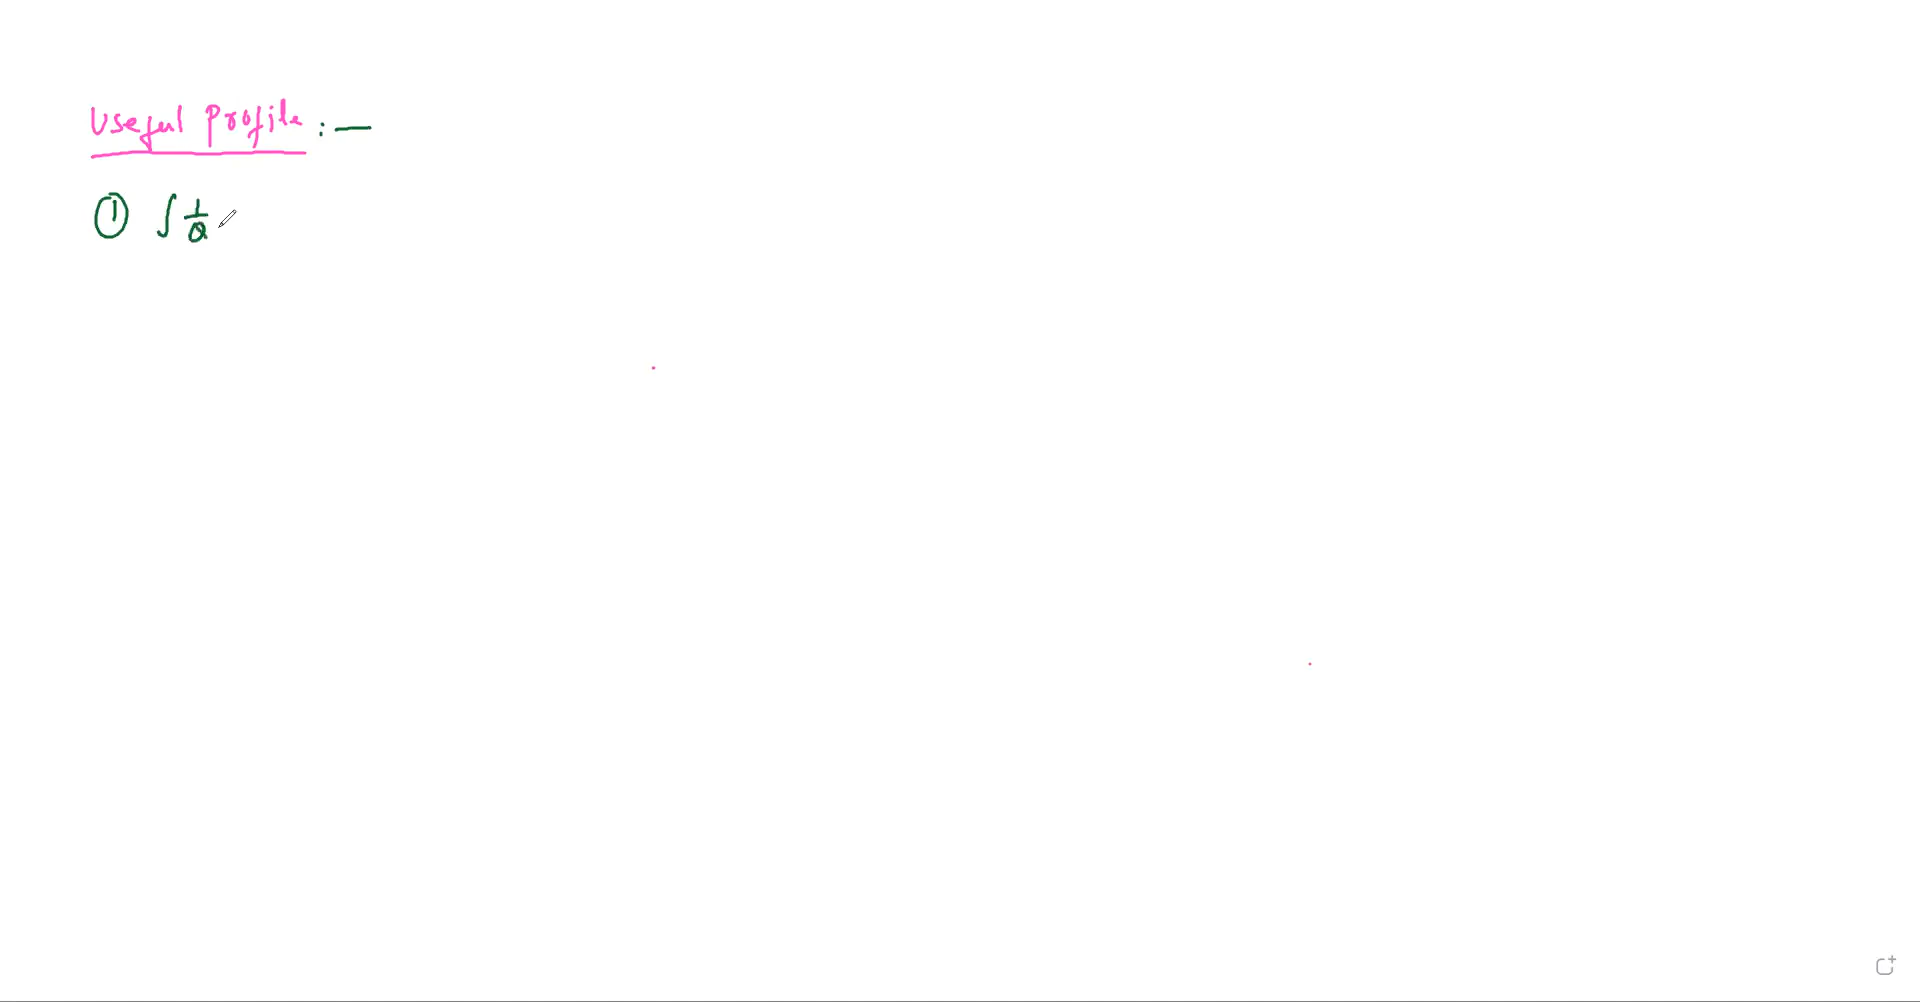 Useful Profile : —
① ∫ 1/Q